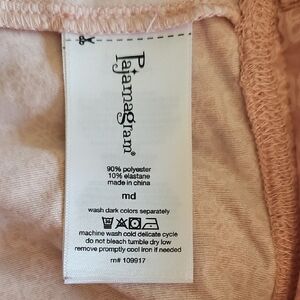 Pajamagram®
90% polyester
10% elastane
made in china
md
wash dark colors separately
machine wash cold delicate cycle
do not bleach tumble dry low
remove promptly cool iron if needed
m# 109917